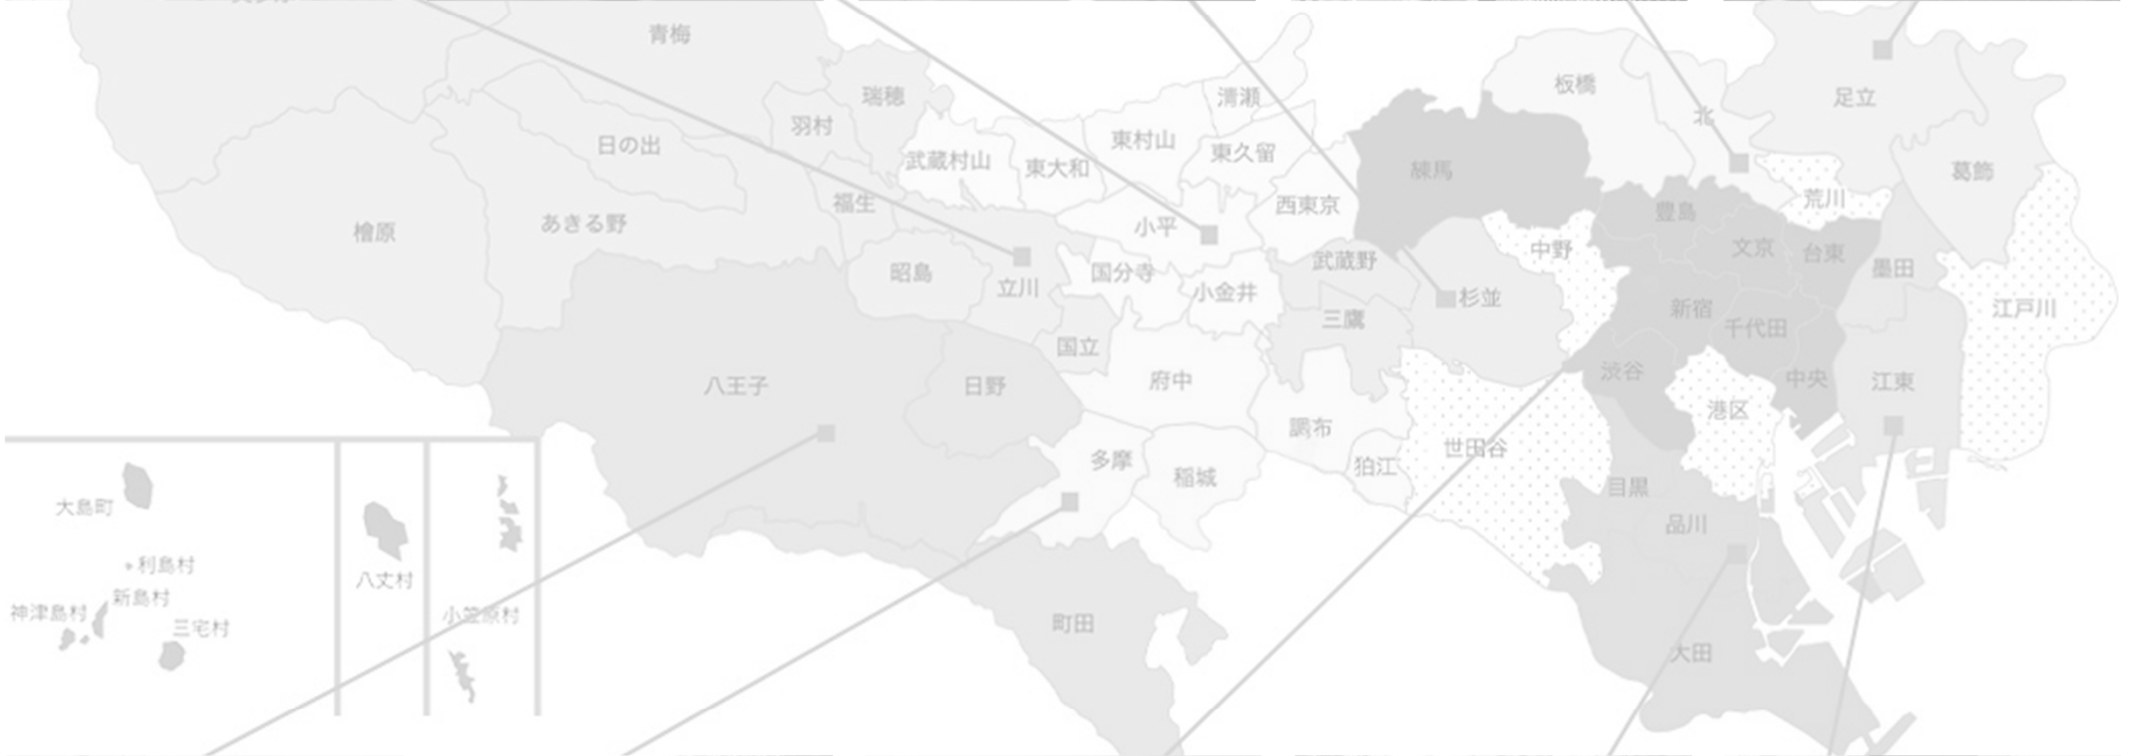 青梅
瑞穂
羽村
日の出
福生
あきる野
檜原
昭島
立川
八王子
日野
武蔵村山
東大和
東村山
清瀬
東久留
西東京
小平
国分寺
小金井
国立
府中
武蔵野
三鷹
調布
狛江
多摩
稲城
町田
板橋
北
足立
葛飾
荒川
練馬
豊島
文京
台東
墨田
中野
杉並
新宿
千代田
江戸川
渋谷
中央
江東
港区
世田谷
目黒
品川
大田
大島町
利島村
新島村
神津島村
三宅村
八丈村
小笠原村